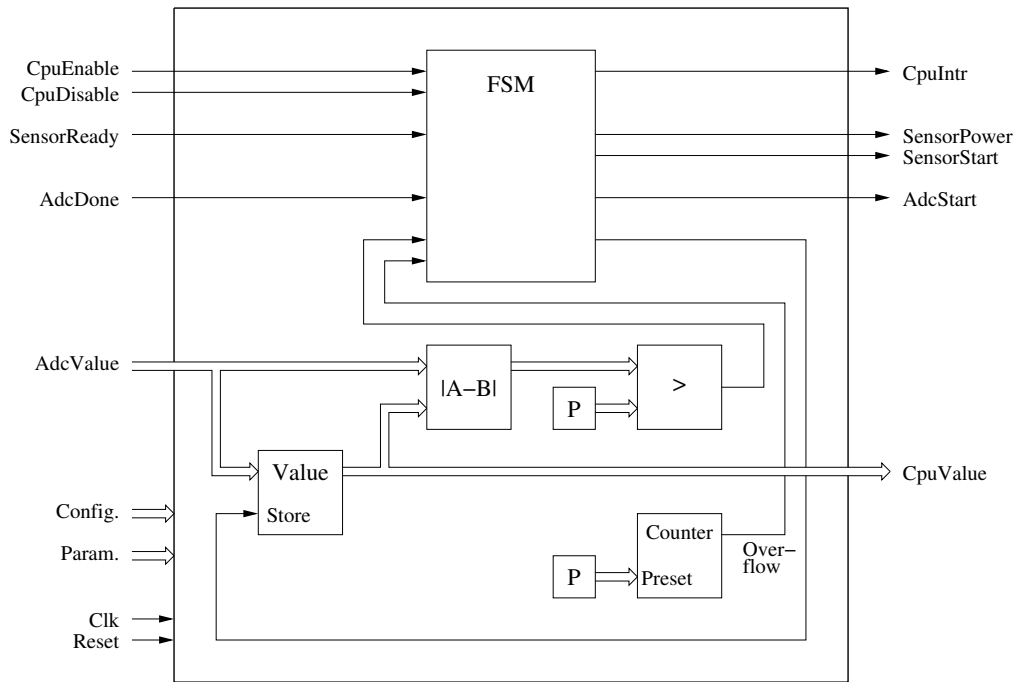 CpuEnable
CpuDisable
SensorReady
AdcDone
FSM
CpuIntr
SensorPower
SensorStart
AdcStart
AdcValue
|A−B|
P
>
Value
Store
CpuValue
Config.
Param.
Counter
Preset
P
Over−
flow
Clk
Reset